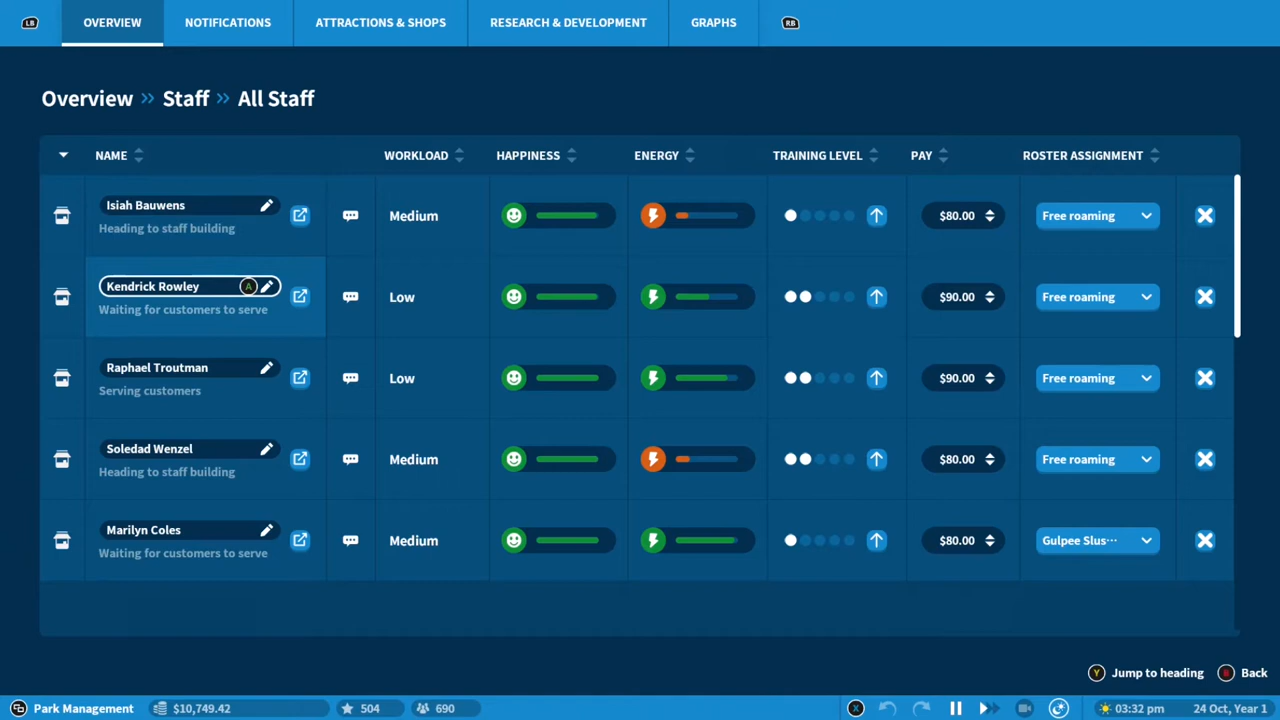 LB OVERVIEW NOTIFICATIONS ATTRACTIONS & SHOPS RESEARCH & DEVELOPMENT GRAPHS RB
Overview » Staff » All Staff
NAME WORKLOAD HAPPINESS ENERGY TRAINING LEVEL PAY ROSTER ASSIGNMENT
Isiah Bauwens
Heading to staff building
Medium $80.00 Free roaming
Kendrick Rowley A
Waiting for customers to serve
Low $90.00 Free roaming
Raphael Troutman
Serving customers
Low $90.00 Free roaming
Soledad Wenzel
Heading to staff building
Medium $80.00 Free roaming
Marilyn Coles
Waiting for customers to serve
Medium $80.00 Gulpee Slus···
Y Jump to heading B Back
Park Management $10,749.42 504 690 X 03:32 pm 24 Oct, Year 1